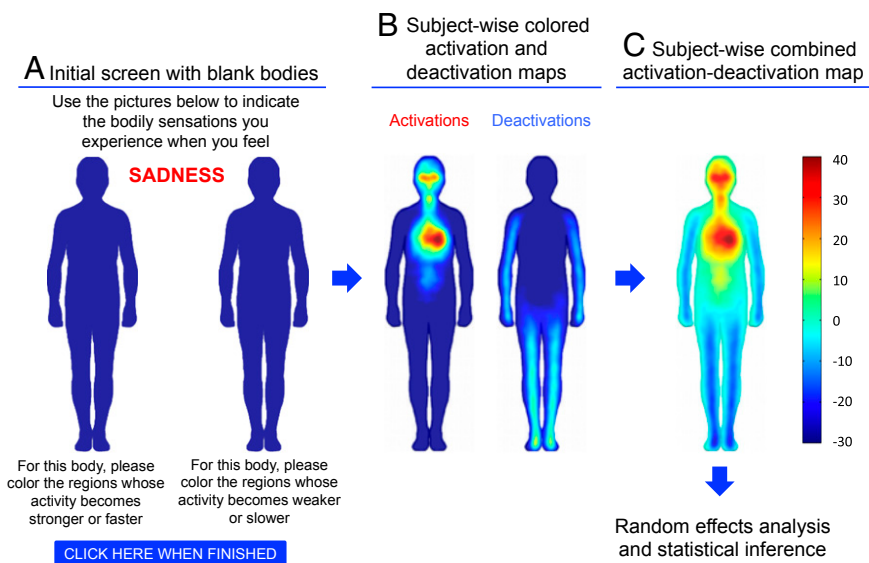 A Initial screen with blank bodies
Use the pictures below to indicate
the bodily sensations you
experience when you feel
SADNESS
For this body, please
color the regions whose
activity becomes
stronger or faster
For this body, please
color the regions whose
activity becomes weaker
or slower
CLICK HERE WHEN FINISHED
B Subject-wise colored
activation and
deactivation maps
Activations
Deactivations
C Subject-wise combined
activation-deactivation map
40
30
20
10
0
-10
-20
-30
Random effects analysis
and statistical inference